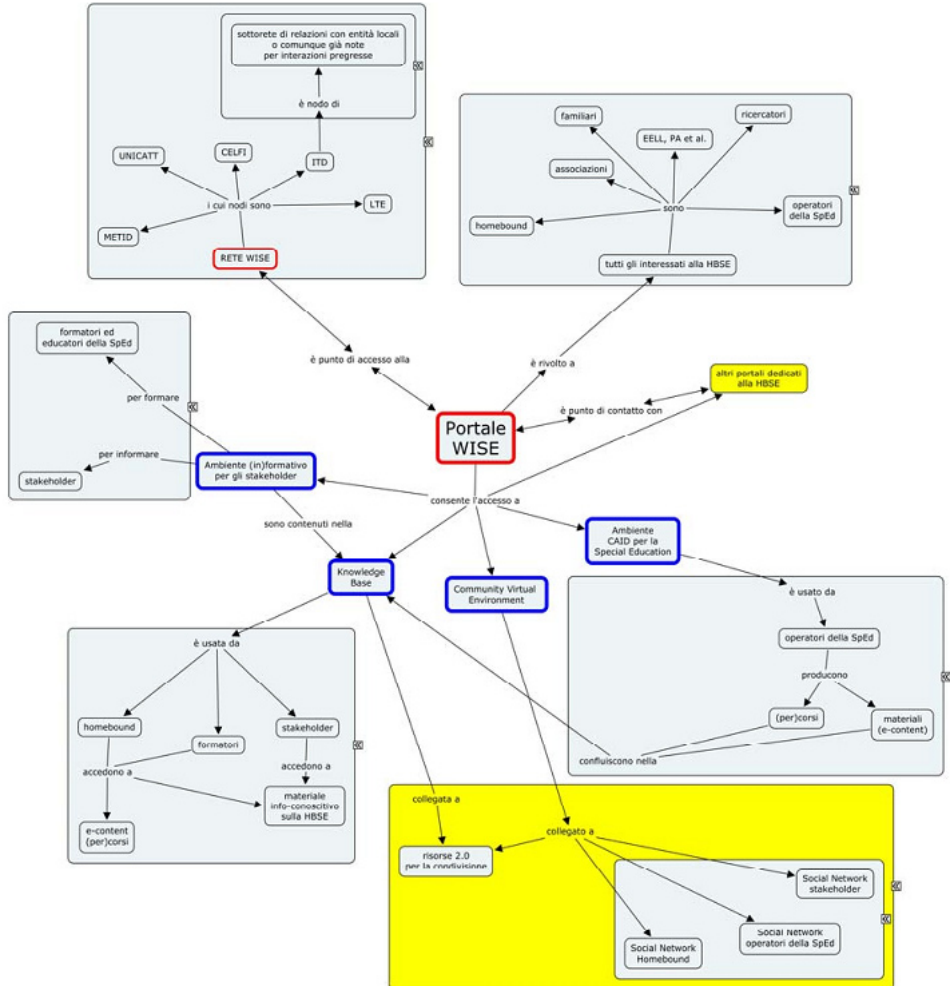 sottorete di relazioni con entità locali
o comunque già note
per interazioni pregresse
è nodo di
UNICATT
CELFI
ITD
i cui nodi sono
LTE
METID
RETE WISE
familiari
ricercatori
EELL, PA et al.
associazioni
sono
operatori
della SpEd
homebound
tutti gli interessati alla HBSE
formatori ed
educatori della SpEd
per formare
per informare
stakeholder
è punto di accesso alla
è rivolto a
altri portali dedicati
alla HBSE
è punto di contatto con
Portale
WISE
Ambiente (in)formativo
per gli stakeholder
consente l'accesso a
sono contenuti nella
Ambiente
CAID per la
Special Education
Knowledge
Base
Community Virtual
Environment
è usato da
operatori della SpEd
producono
(per)corsi
materiali
(e-content)
confluiscono nella
è usata da
homebound
formatori
stakeholder
accedono a
accedono a
materiale
info-conoscitivo
sulla HBSE
e-content
(per)corsi
collegata a
collegato a
risorse 2.0
per la condivisione
Social Network
stakeholder
Social Network
operatori della SpEd
Social Network
Homebound